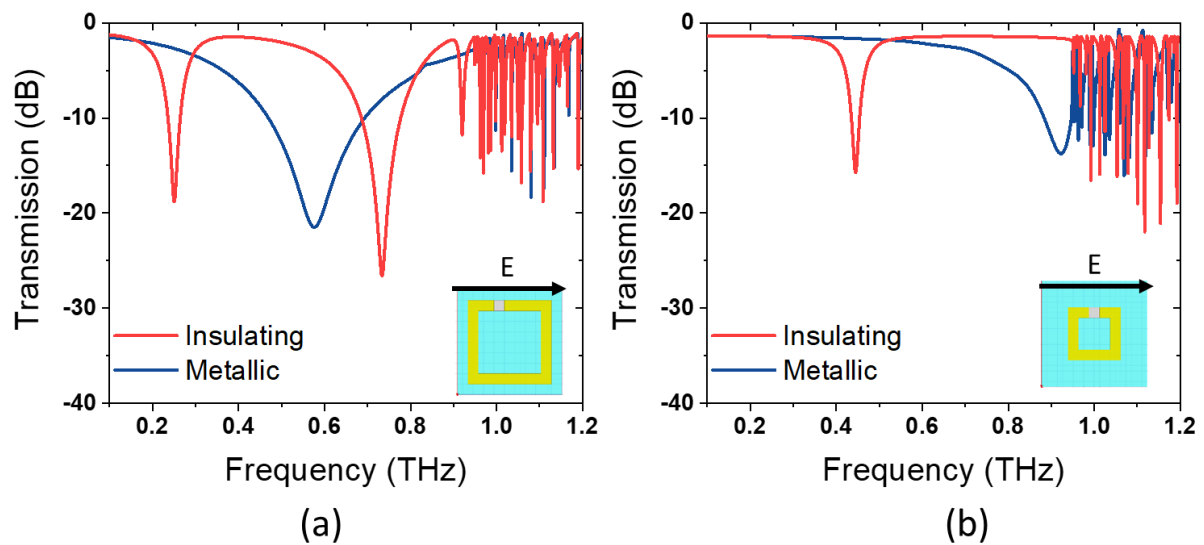 Transmission (dB)
0
-10
-20
-30
-40
E
Insulating
Metallic
0.2 0.4 0.6 0.8 1.0 1.2
Frequency (THz)
(a)
Transmission (dB)
0
-10
-20
-30
-40
E
Insulating
Metallic
0.2 0.4 0.6 0.8 1.0 1.2
Frequency (THz)
(b)